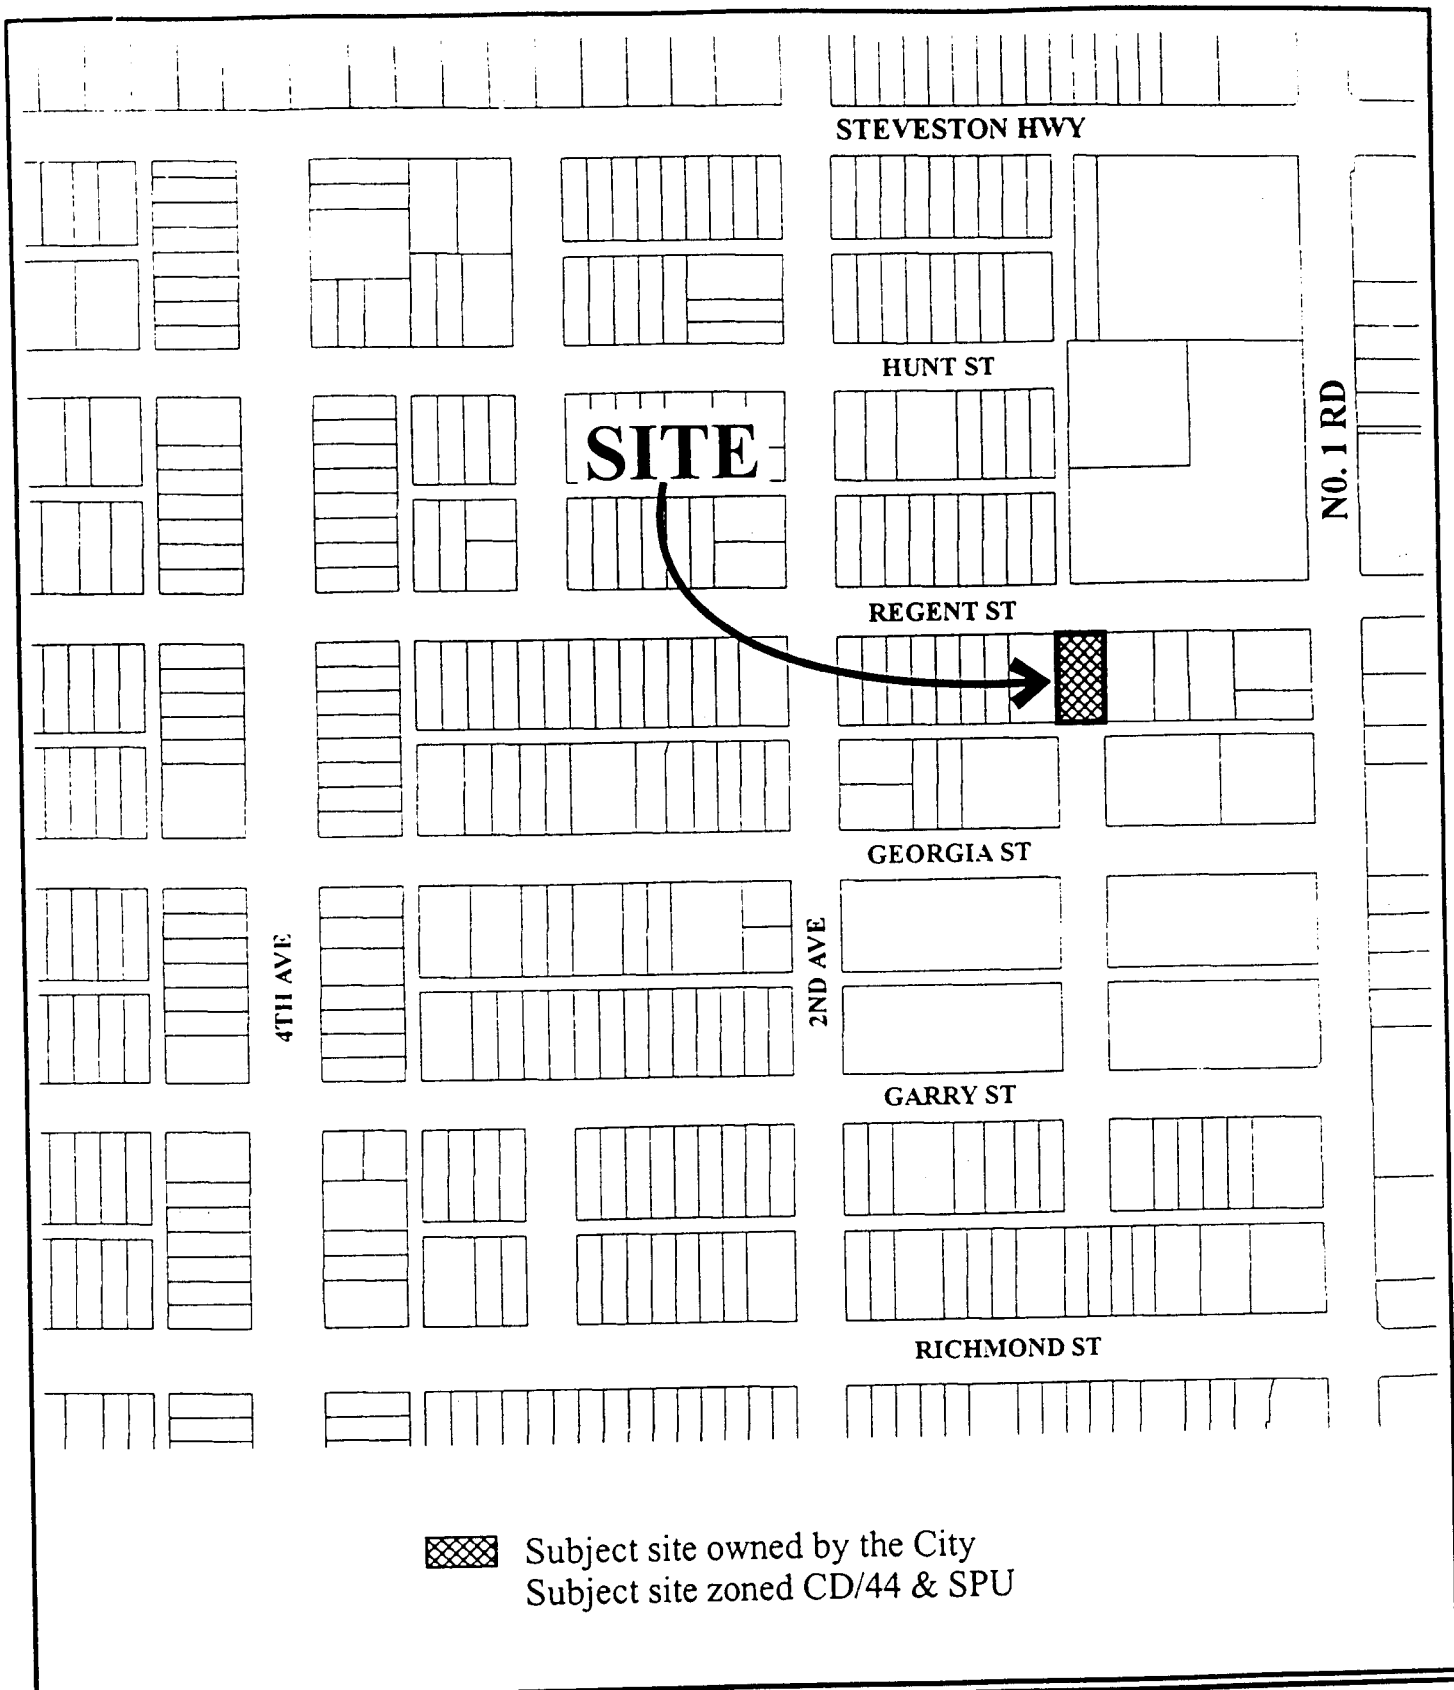 STEVESTON HWY
HUNT ST
SITE
N0. 1 RD
REGENT ST
GEORGIA ST
4TH AVE
2ND AVE
GARRY ST
RICHMOND ST
Subject site owned by the City
Subject site zoned CD/44 & SPU